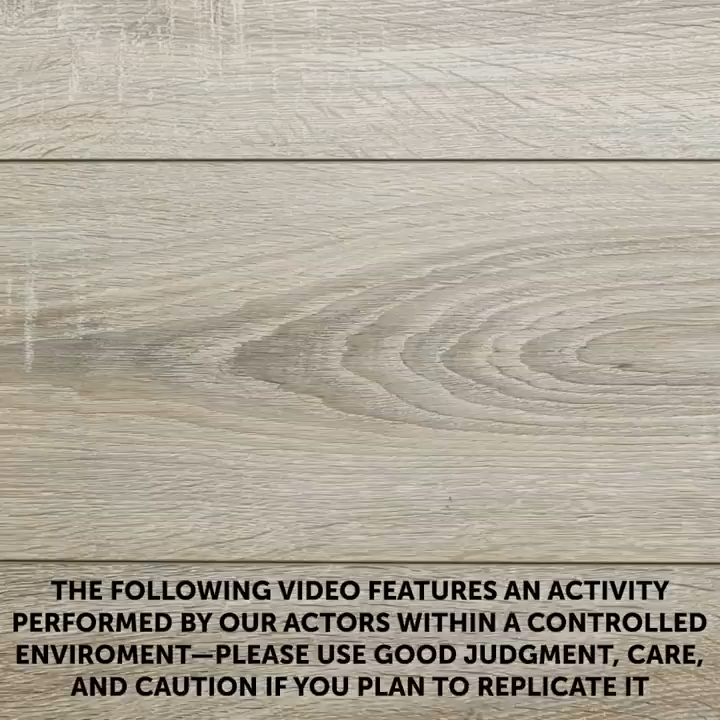 THE FOLLOWING VIDEO FEATURES AN ACTIVITY
PERFORMED BY OUR ACTORS WITHIN A CONTROLLED
ENVIROMENT—PLEASE USE GOOD JUDGMENT, CARE,
AND CAUTION IF YOU PLAN TO REPLICATE IT